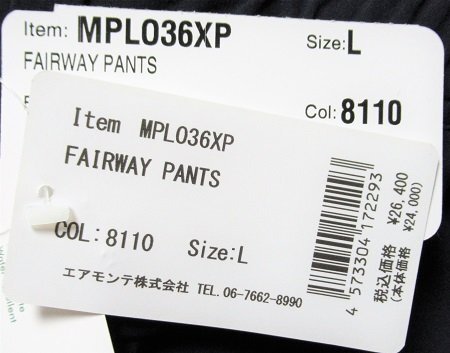 Item: MPLO36XP Size: L
FAIRWAY PANTS
Col: 8110
Item MPLO36XP
FAIRWAY PANTS
COL: 8110 Size: L
エアモンテ株式会社 TEL. 06-7662-8990
4 573304 172293
税込価格 ¥26,400
(本体価格 ¥24,000)